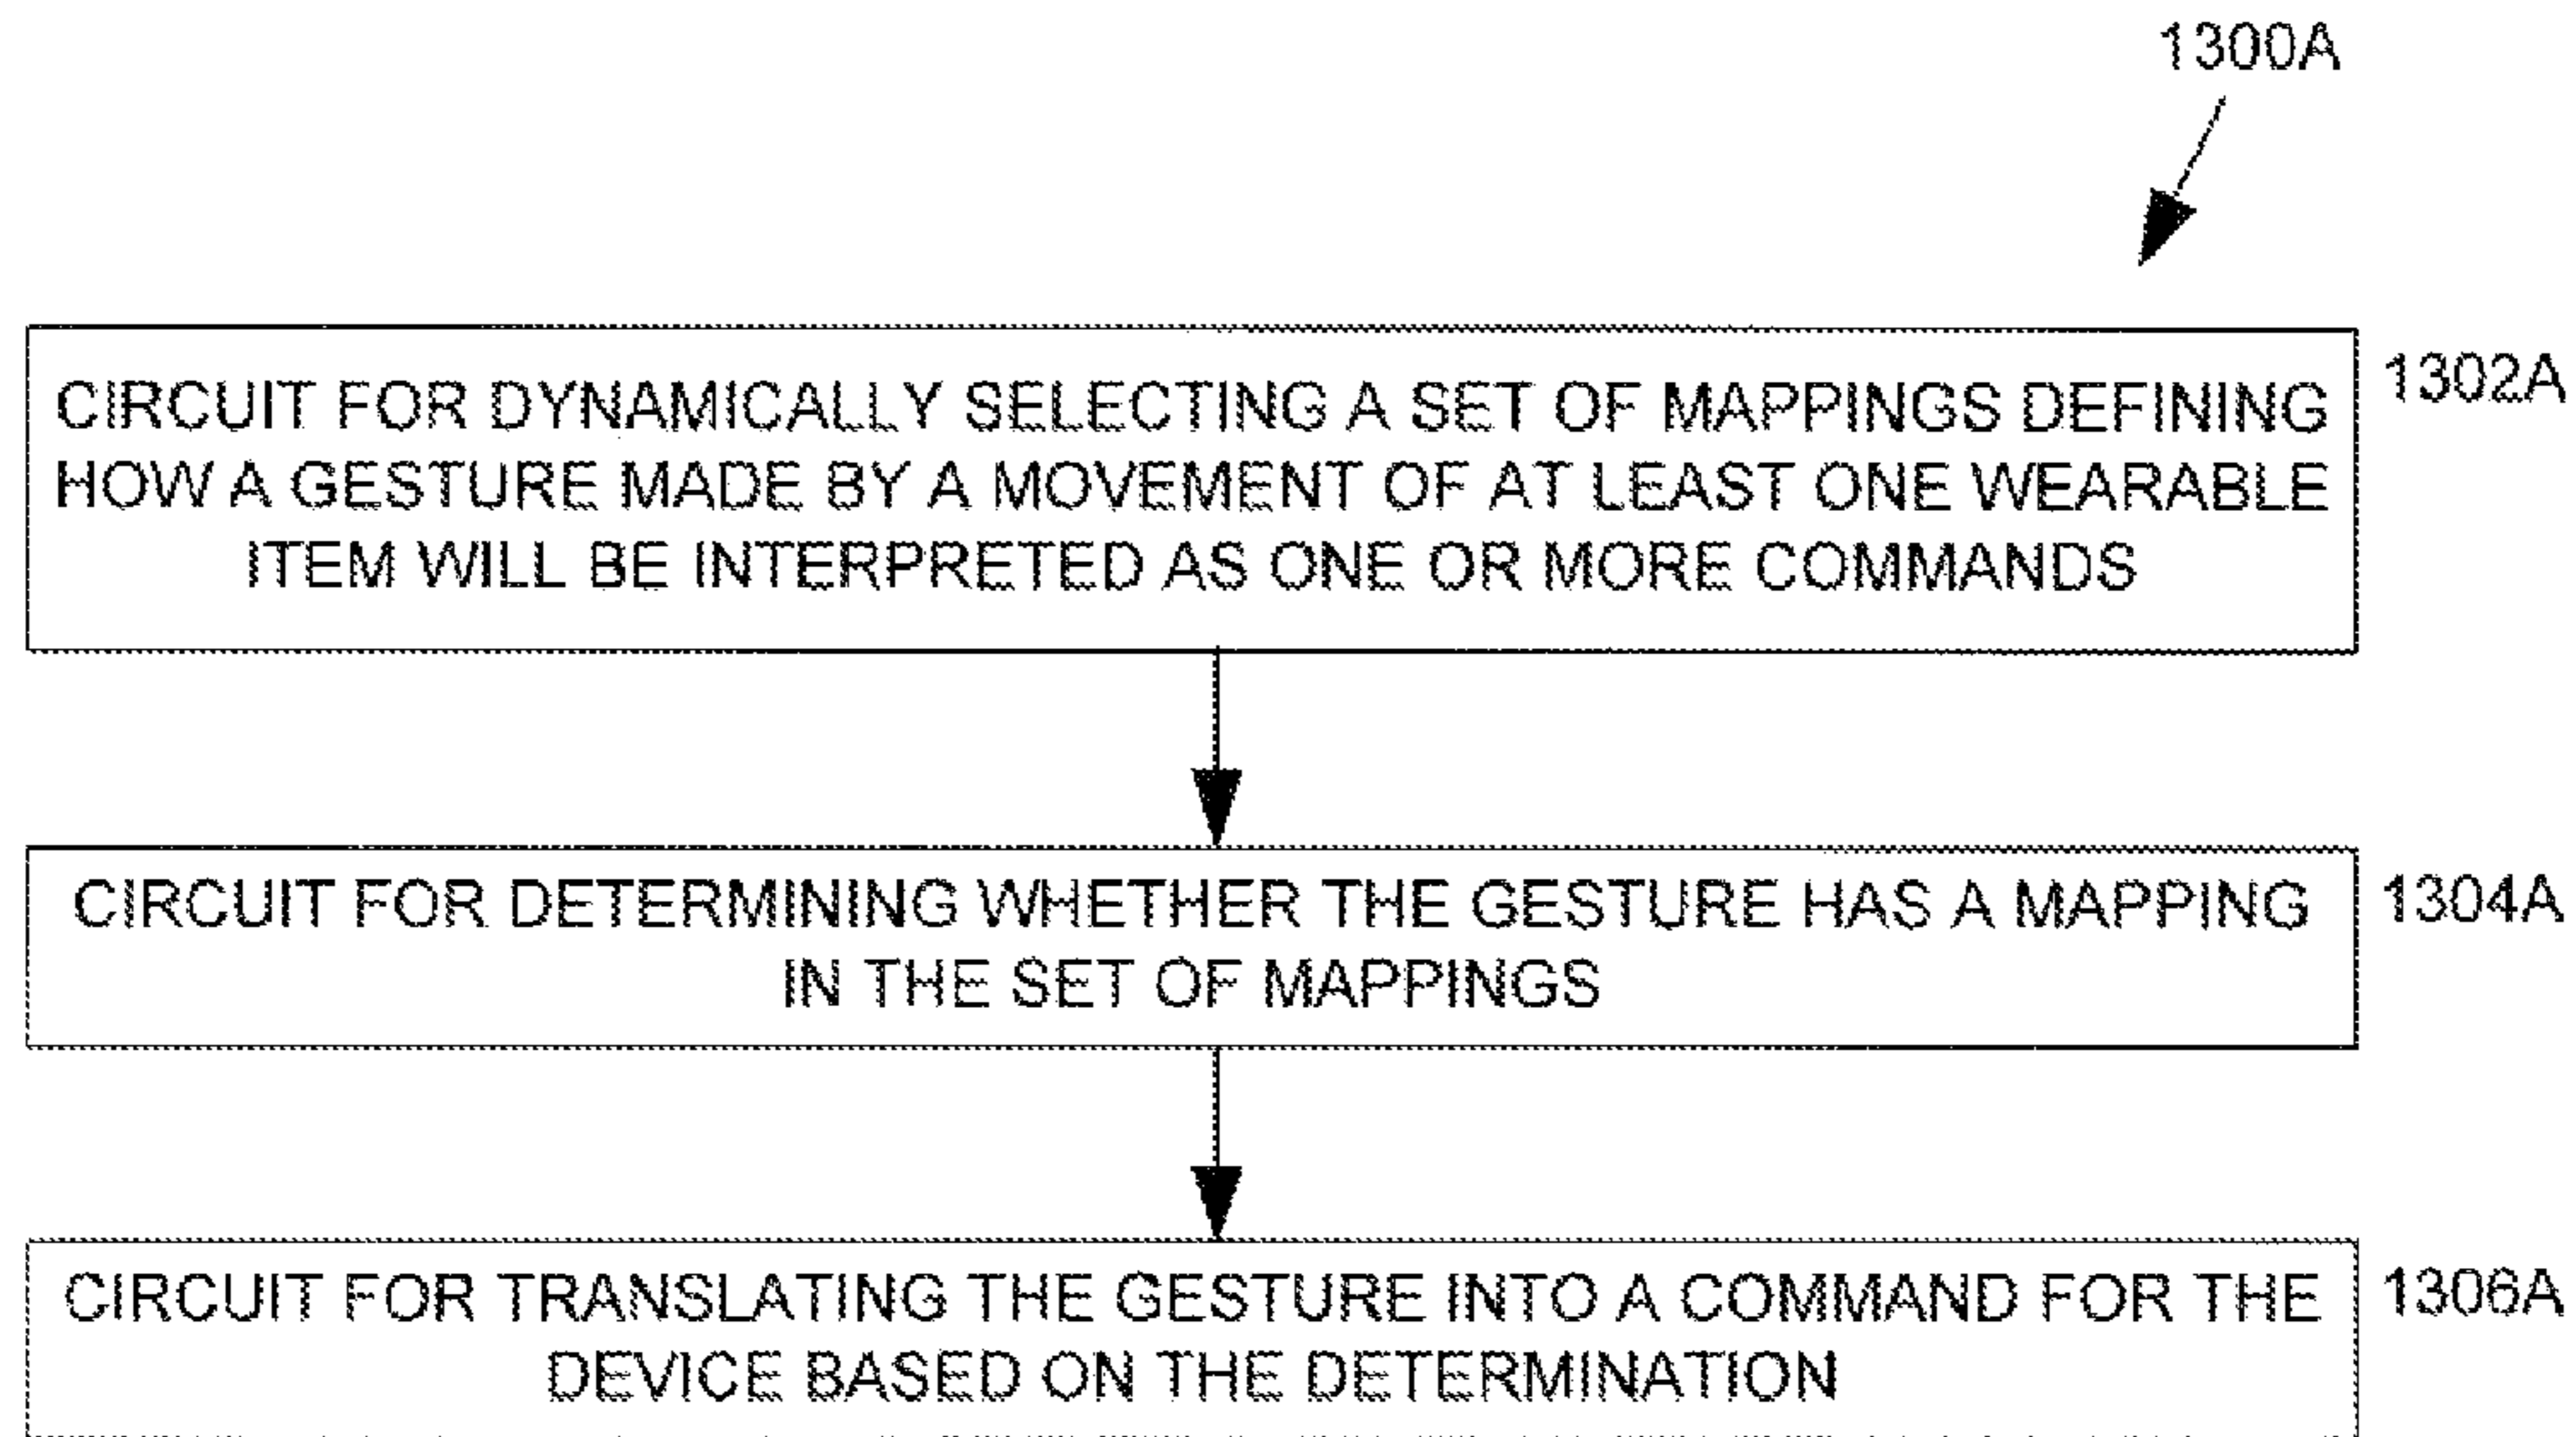 1300A
CIRCUIT FOR DYNAMICALLY SELECTING A SET OF MAPPINGS DEFINING
HOW A GESTURE MADE BY A MOVEMENT OF AT LEAST ONE WEARABLE
ITEM WILL BE INTERPRETED AS ONE OR MORE COMMANDS
1302A
CIRCUIT FOR DETERMINING WHETHER THE GESTURE HAS A MAPPING
IN THE SET OF MAPPINGS
1304A
CIRCUIT FOR TRANSLATING THE GESTURE INTO A COMMAND FOR THE
DEVICE BASED ON THE DETERMINATION
1306A